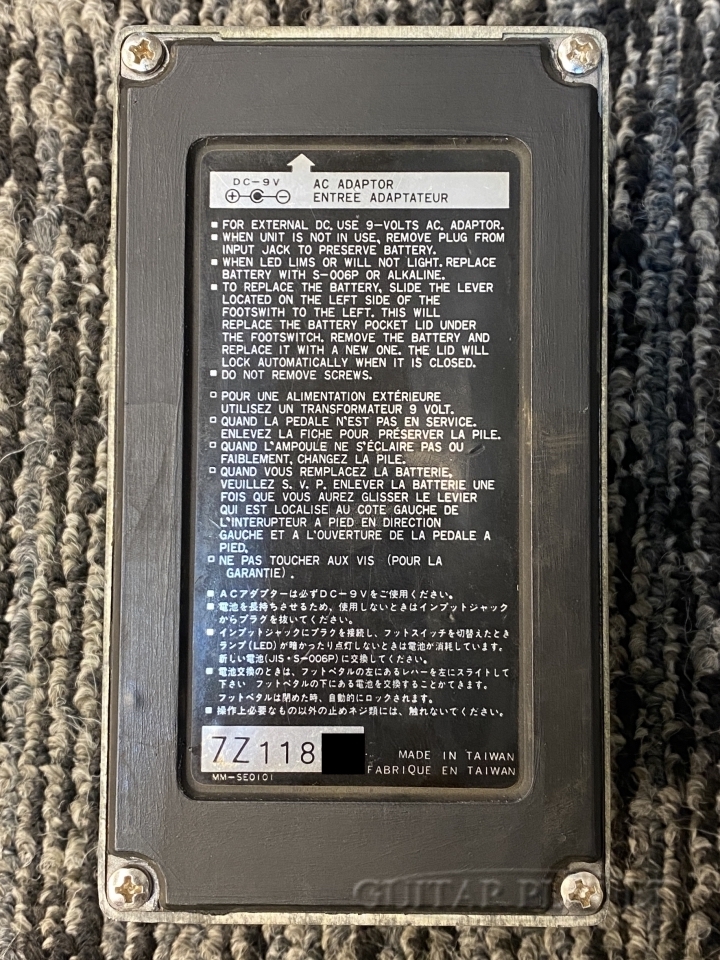 DC-9V
AC ADAPTOR
ENTREE ADAPTATEUR
■ FOR EXTERNAL DC, USE 9-VOLTS AC. ADAPTOR.
■ WHEN UNIT IS NOT IN USE, REMOVE PLUG FROM
INPUT JACK TO PRESERVE BATTERY.
■ WHEN LED LIMS OR WILL NOT LIGHT. REPLACE
BATTERY WITH S-006P OR ALKALINE.
■ TO REPLACE THE BATTERY, SLIDE THE LEVER
LOCATED ON THE LEFT SIDE OF THE
FOOTSWITH TO THE LEFT. THIS WILL
REPLACE THE BATTERY POCKET LID UNDER
THE FOOTSWITCH. REMOVE THE BATTERY AND
REPLACE IT WITH A NEW ONE. THE LID WILL
LOCK AUTOMATICALLY WHEN IT IS CLOSED.
■ DO NOT REMOVE SCREWS.
□ POUR UNE ALIMENTATION EXTÉRIEURE
UTILISEZ UN TRANSFORMATEUR 9 VOLT.
□ QUAND LA PEDALE N'EST PAS EN SERVICE.
ENLEVEZ LA FICHE POUR PRÉSERVER LA PILE.
□ QUAND L'AMPOULE NE S'ÉCLAIRE PAS OU
FAIBLEMENT, CHANGEZ LA PILE.
□ QUAND VOUS REMPLACEZ LA BATTERIE,
VEUILLEZ S. V. P. ENLEVER LA BATTERIE UNE
FOIS QUE VOUS AUREZ GLISSER LE LEVIER
QUI EST LOCALISE AU COTE GAUCHE DE
L'INTERUPTEUR A PIED EN DIRECTION
GAUCHE ET A L'OUVERTURE DE LA PEDALE A
PIED.
□ NE PAS TOUCHER AUX VIS (POUR LA
GARANTIE).
■ ACアダプターは必ずDC-9Vをご使用ください。
■ 電池を長持ちさせるため、使用しないときはインプットジャック
からプラグを抜いてください。
■ インプットジャックにプラクを接続し、フットスイッチを切替えたとき
ランプ(LED)が暗かったり点灯しないときは電池が消耗しています。
新しい電池(JIS・S-006P)に交換してください。
■ 電池交換のときは、フットペタルの左にあるレバーを左にスライトして
下さい フットペタルの下にある電池を交換することかてきます。
フットペタルは閉めた時、自動的にロックされます。
■ 操作上必要なもの以外の止めネジ類には、触れないてください。
7Z118
MADE IN TAIWAN
MM-SE0101
FABRIQUE EN TAIWAN
GUITAR PLANET